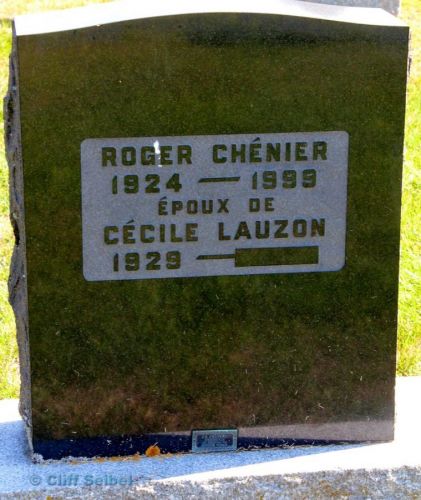 ROGER CHÉNIER
1924 — 1999
ÉPOUX DE
CÉCILE LAUZON
1929 —
© Cliff Seibel